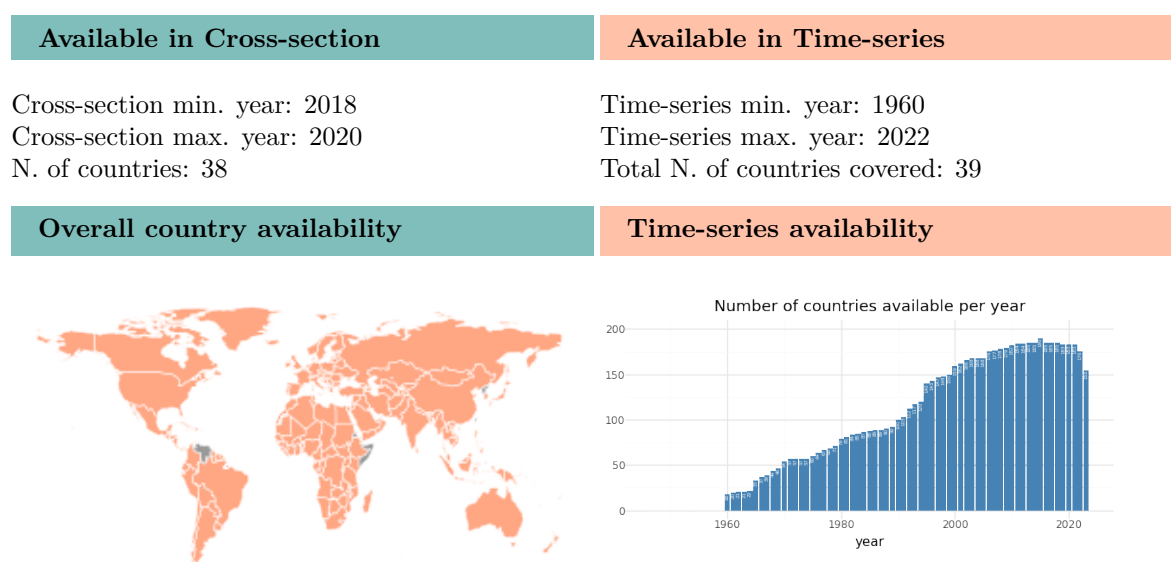 Available in Cross-section
Available in Time-series
Cross-section min. year: 2018
Cross-section max. year: 2020
N. of countries: 38
Time-series min. year: 1960
Time-series max. year: 2022
Total N. of countries covered: 39
Overall country availability
Time-series availability
Number of countries available per year
200
150
100
50
0
1960
1980
2000
2020
year